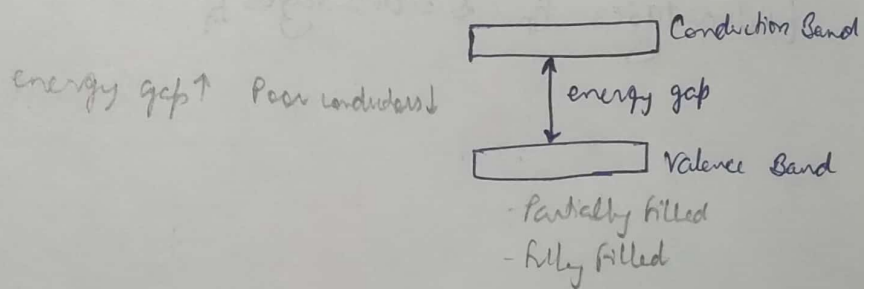 Conduction Band
energy gap↑ Poor conductors↓
energy gap
Valence Band
- Partially filled
- fully filled